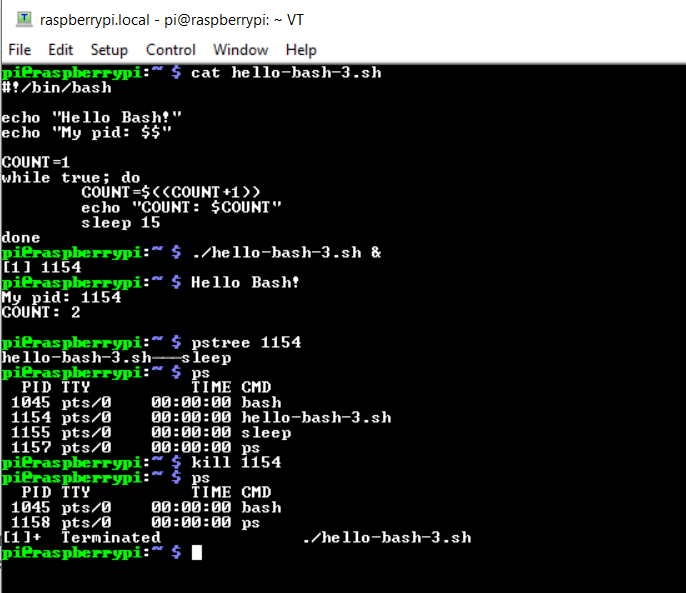 raspberrypi.local - pi@raspberrypi: ~ VT
File Edit Setup Control Window Help
pi@raspberrypi:~ $ cat hello-bash-3.sh
#!/bin/bash

echo "Hello Bash!"
echo "My pid: $$"

COUNT=1
while true; do
        COUNT=$((COUNT+1))
        echo "COUNT: $COUNT"
        sleep 15
done
pi@raspberrypi:~ $ ./hello-bash-3.sh &
[1] 1154
pi@raspberrypi:~ $ Hello Bash!
My pid: 1154
COUNT: 2

pi@raspberrypi:~ $ pstree 1154
hello-bash-3.sh───sleep
pi@raspberrypi:~ $ ps
  PID TTY          TIME CMD
 1045 pts/0    00:00:00 bash
 1154 pts/0    00:00:00 hello-bash-3.sh
 1155 pts/0    00:00:00 sleep
 1157 pts/0    00:00:00 ps
pi@raspberrypi:~ $ kill 1154
pi@raspberrypi:~ $ ps
  PID TTY          TIME CMD
 1045 pts/0    00:00:00 bash
 1158 pts/0    00:00:00 ps
[1]+  Terminated              ./hello-bash-3.sh
pi@raspberrypi:~ $